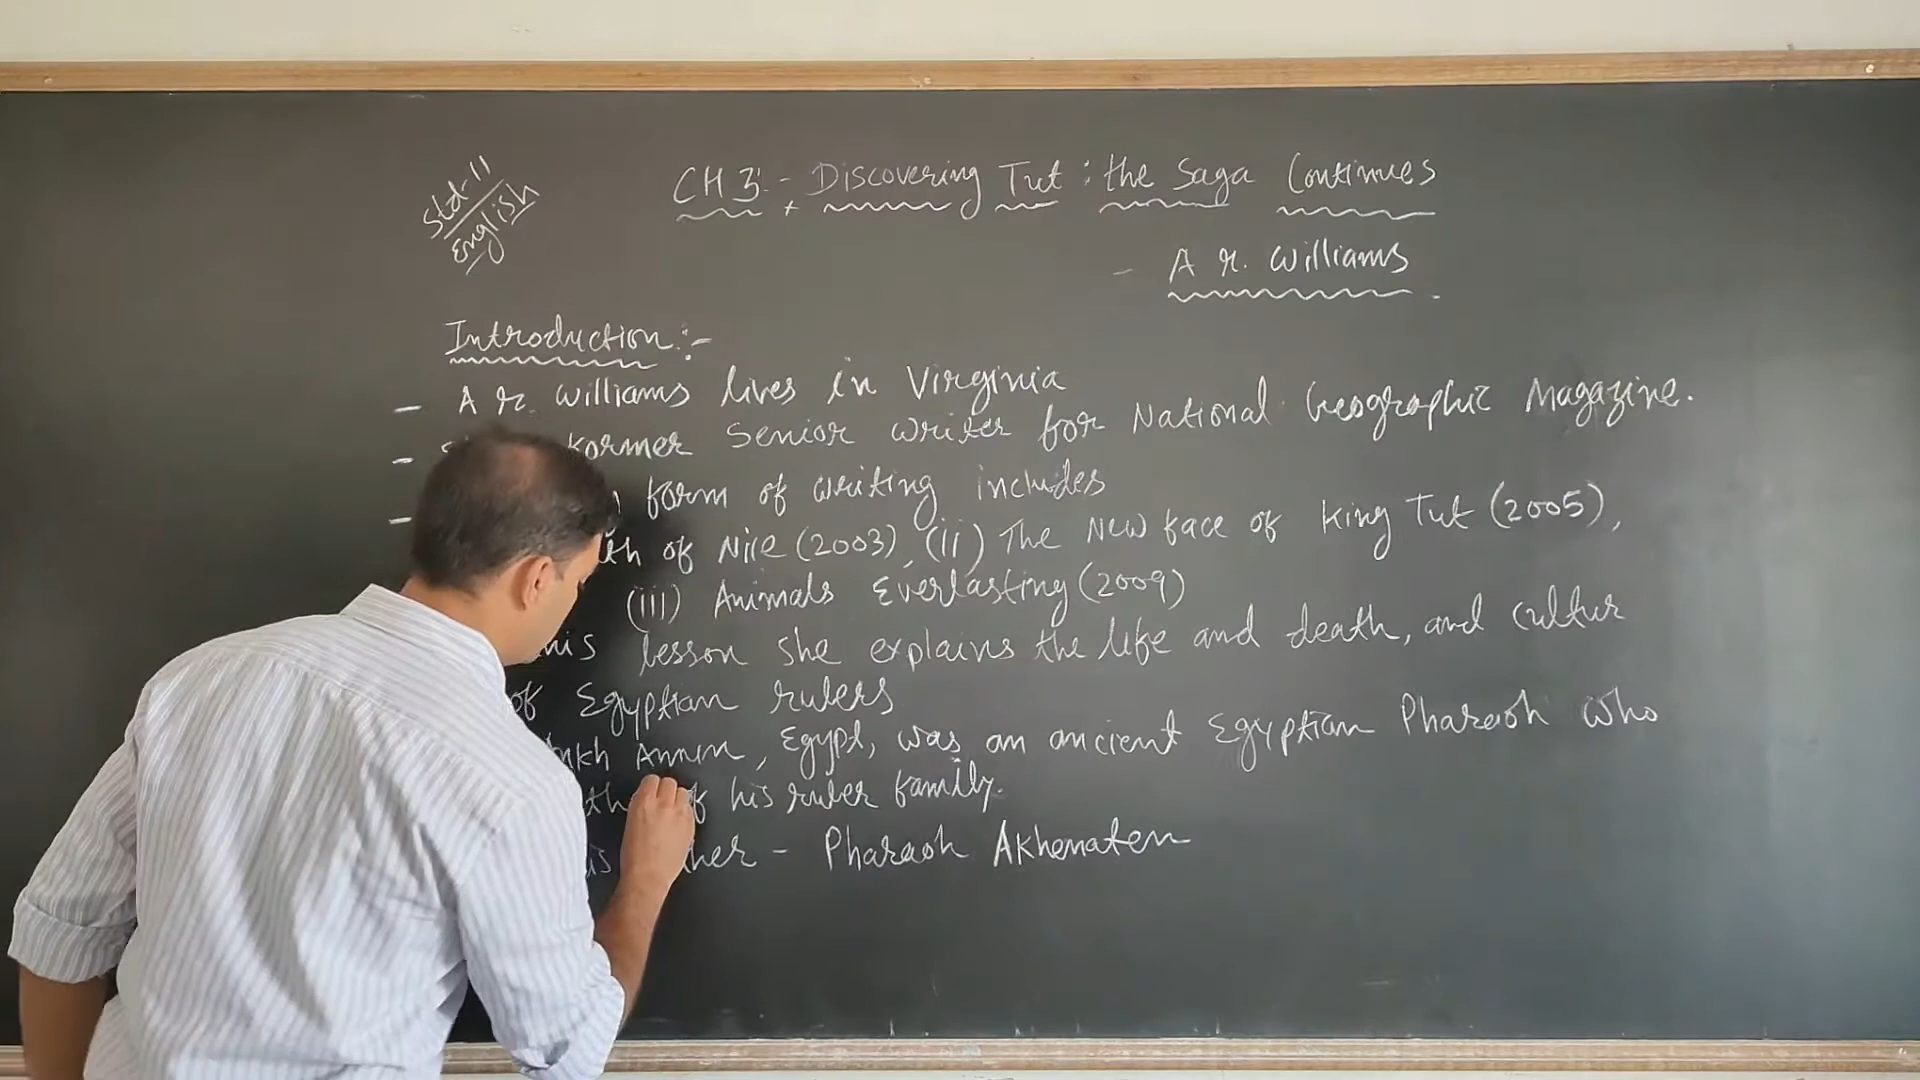 Std-11
English
CH 3 :- Discovering Tut : the Saga Continues
- A R. Williams
Introduction :-
- A R. Williams lives in Virginia
- former Senior writer for National Geographic Magazine.
- form of writing includes
of Nile (2003), (ii) The New face of King Tut (2005),
(iii) Animals Everlasting (2009)
lesson she explains the life and death, and cultur
of Egyptian rulers
Egypt, was an ancient Egyptian Pharaoh who
of his ruler family.
- Pharaoh Akhenaten